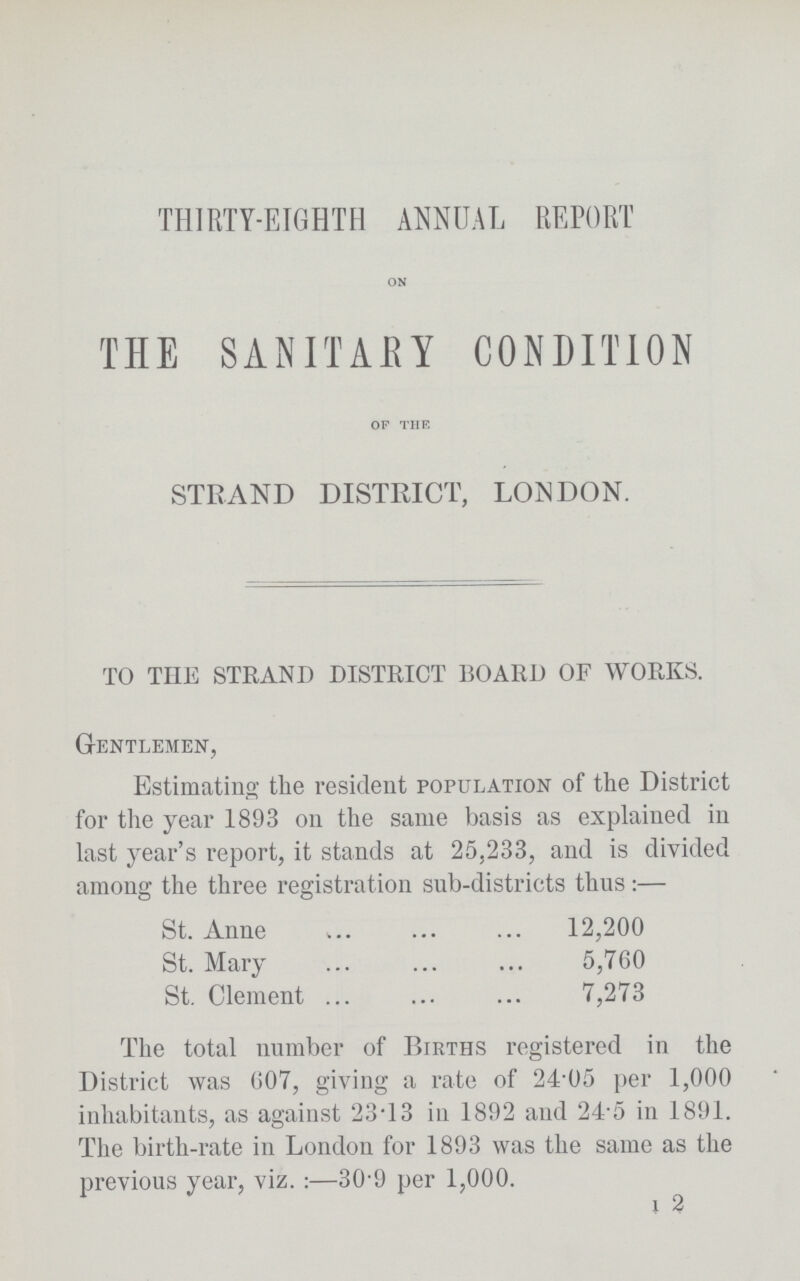 THIRTY-EIGHTH ANNUAL REPORT
ON
THE SANITARY CONDITION
OF THE
STRAND DISTRICT, LONDON.
TO THE STRAND DISTRICT BOARD OF WORKS.
GENTLEMEN,
Estimating the resident POPULATION of the District
for the year 1893 on the same basis as explained in
last year's report, it stands at 25,233, and is divided
among the three registration sub-districts thus :—
St. Anne ... ... ... 12,200
St. Mary ... ... ... 5,760
St. Clement ... ... ... 7,273
The total number of BIRTHS registered in the
District was 607, giving a rate of 24·05 per 1,000
inhabitants, as against 23·13 in 1892 and 24·5 in 1891.
The birth-rate in London for 1893 was the same as the
previous year, viz. :—30·9 per 1,000.
I 2